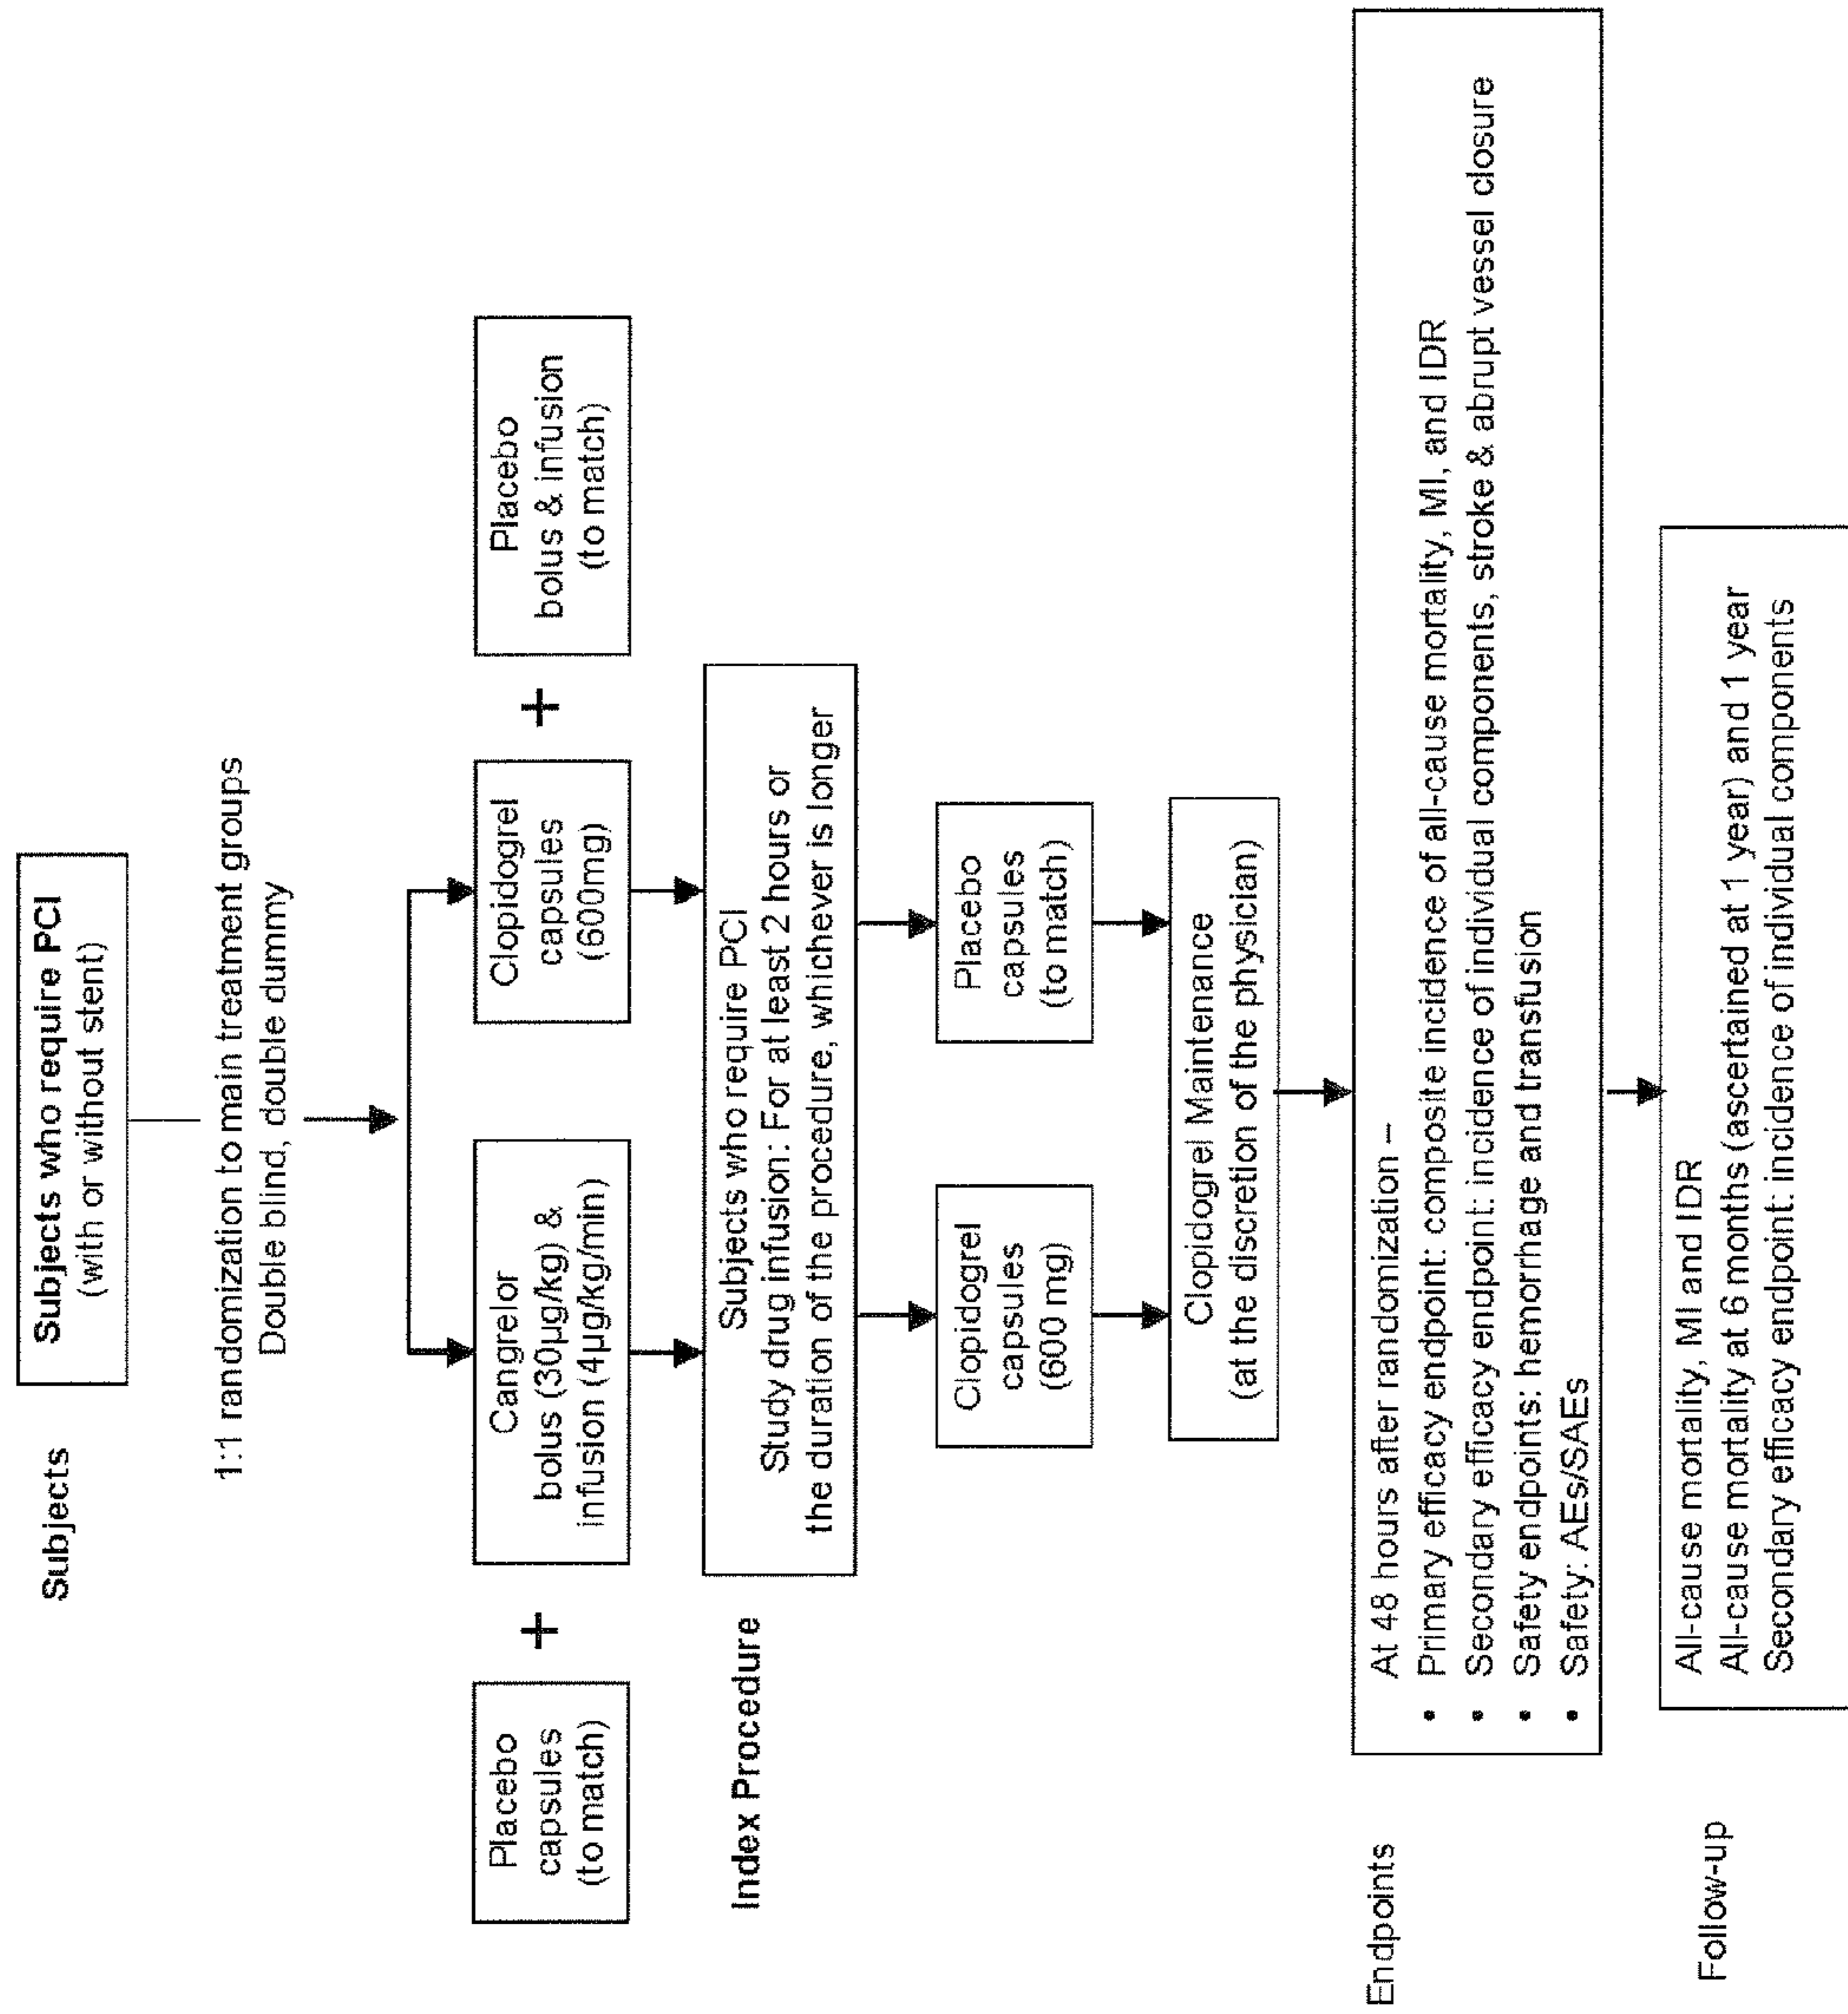 Subjects
Subjects who require PCI
(with or without stent)
1:1 randomization to main treatment groups
Double blind, double dummy
Placebo
capsules
(to match)
+
Cangrelor
bolus (30µg/kg) &
infusion (4µg/kg/min)
Clopidogrel
capsules
(600mg)
+
Placebo
bolus & infusion
(to match)
Index Procedure
Subjects who require PCI
Study drug infusion: For at least 2 hours or
the duration of the procedure, whichever is longer
Clopidogrel
capsules
(600 mg)
Placebo
capsules
(to match)
Clopidogrel Maintenance
(at the discretion of the physician)
Endpoints
At 48 hours after randomization –
• Primary efficacy endpoint: composite incidence of all-cause mortality, MI, and IDR
• Secondary efficacy endpoint: incidence of individual components, stroke & abrupt vessel closure
• Safety endpoints: hemorrhage and transfusion
• Safety: AEs/SAEs
Follow-up
All-cause mortality, MI and IDR
All-cause mortality at 6 months (ascertained at 1 year) and 1 year
Secondary efficacy endpoint: incidence of individual components